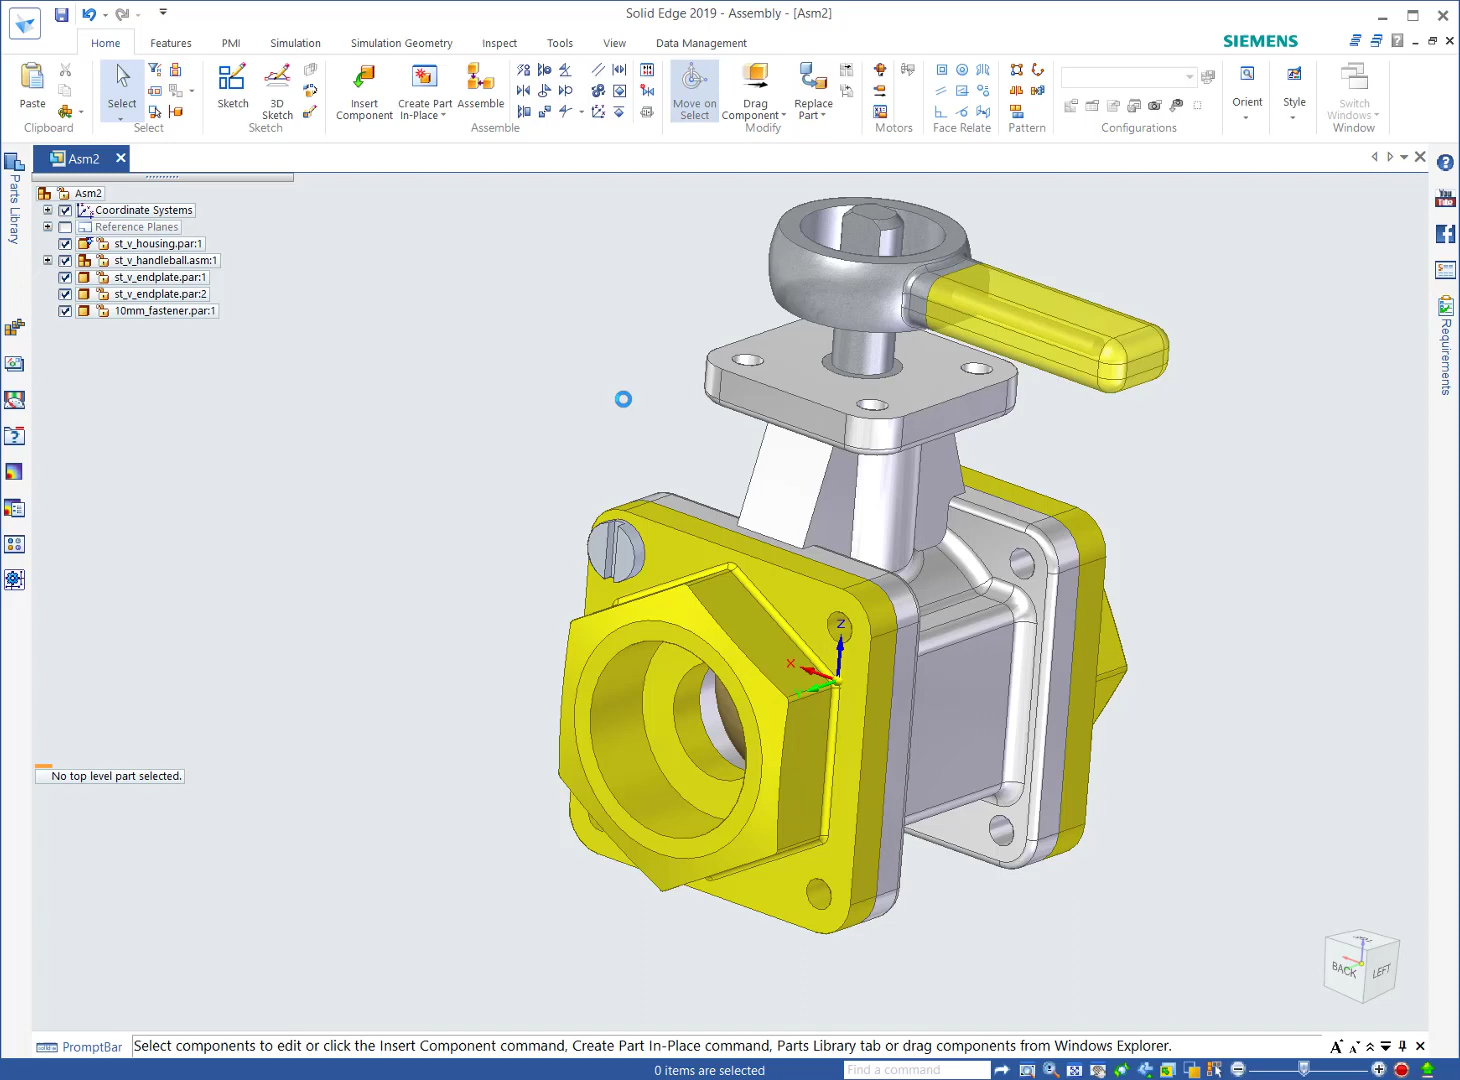 Solid Edge 2019 - Assembly - [Asm2]
Home
Features
PMI
Simulation
Simulation Geometry
Inspect
Tools
View
Data Management
SIEMENS
Paste
Clipboard
Select
Select
Sketch
3D Sketch
Sketch
Insert Component
Create Part In-Place
Assemble
Assemble
Move on Select
Drag Component
Replace Part
Modify
Motors
Face Relate
Pattern
Configurations
Orient
Style
Switch Windows
Window
Asm2
Parts Library
Asm2
Coordinate Systems
Reference Planes
st_v_housing.par:1
st_v_handleball.asm:1
st_v_endplate.par:1
st_v_endplate.par:2
10mm_fastener.par:1
You Tube
Requirements
Z
X
No top level part selected.
BACK
LEFT
PromptBar
Select components to edit or click the Insert Component command, Create Part In-Place command, Parts Library tab or drag components from Windows Explorer.
0 items are selected
Find a command